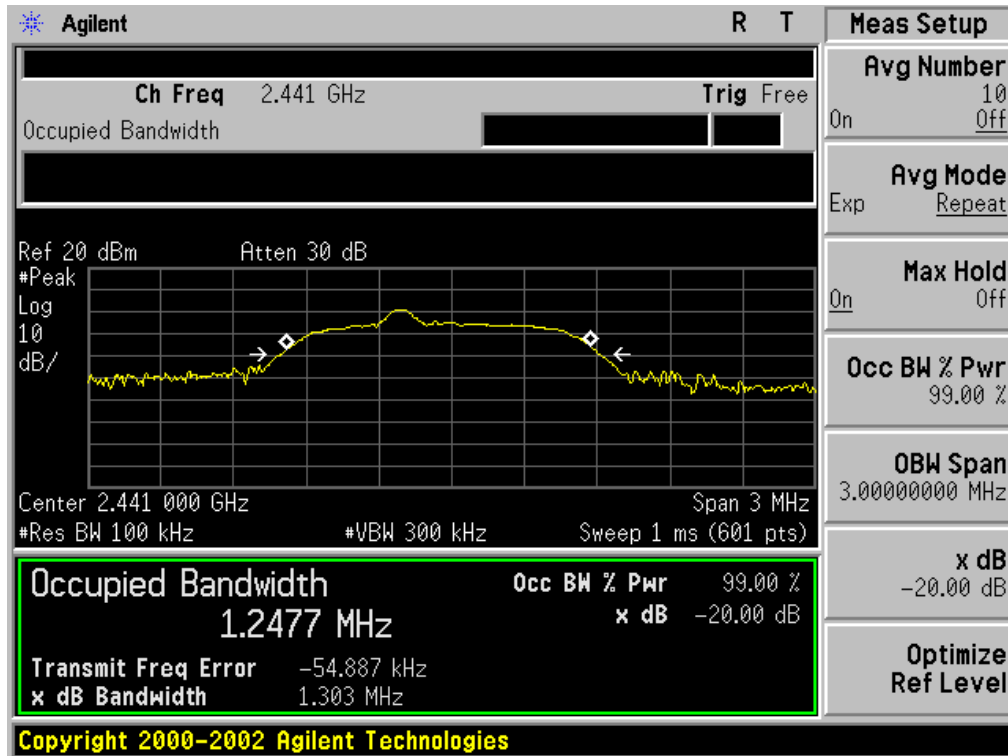 Agilent R T
Ch Freq 2.441 GHz Trig Free
Occupied Bandwidth
Ref 20 dBm Atten 30 dB
#Peak
Log
10
dB/
Center 2.441 000 GHz Span 3 MHz
#Res BW 100 kHz #VBW 300 kHz Sweep 1 ms (601 pts)
Occupied Bandwidth Occ BW % Pwr 99.00 %
1.2477 MHz x dB -20.00 dB
Transmit Freq Error -54.887 kHz
x dB Bandwidth 1.303 MHz
Copyright 2000-2002 Agilent Technologies
Meas Setup
Avg Number
10
On Off
Avg Mode
Exp Repeat
Max Hold
On Off
Occ BW % Pwr
99.00 %
OBW Span
3.00000000 MHz
x dB
-20.00 dB
Optimize
Ref Level